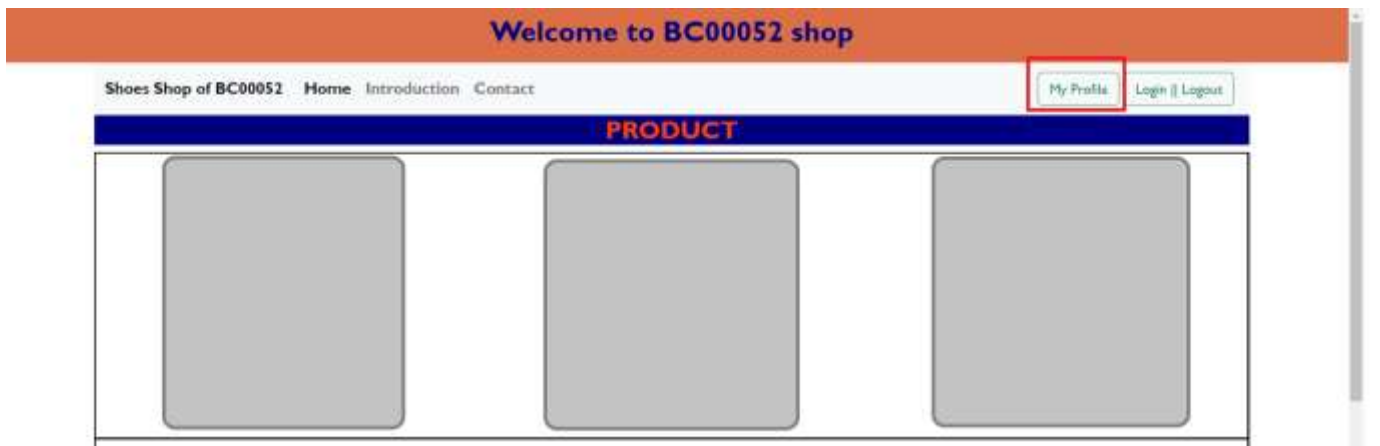 Welcome to BC00052 shop
Shoes Shop of BC00052 Home Introduction Contact My Profile Login || Logout
PRODUCT